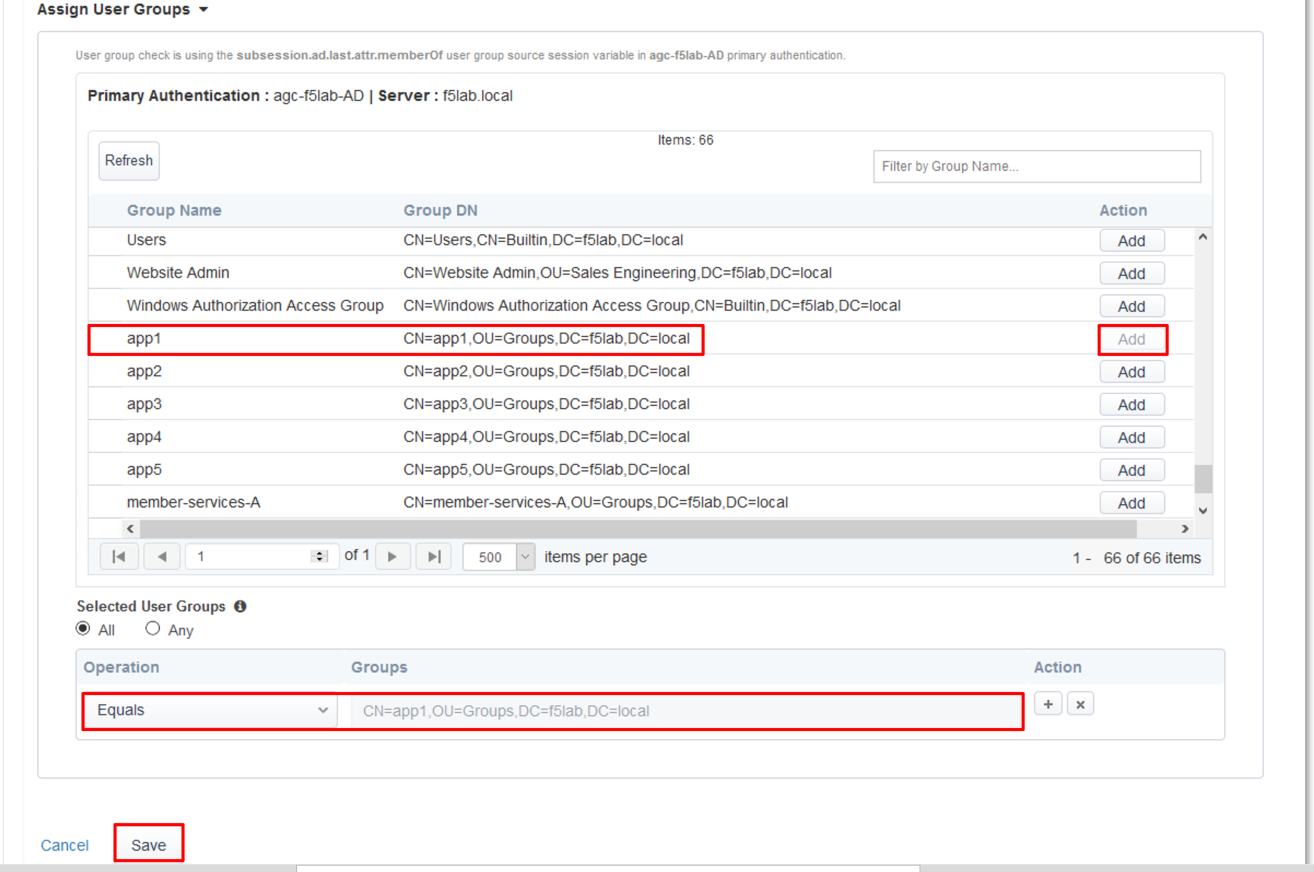 Assign User Groups
User group check is using the subsession.ad.last.attr.memberOf user group source session variable in agc-f5lab-AD primary authentication.
Primary Authentication : agc-f5lab-AD | Server : f5lab.local
Items: 66
Refresh
Filter by Group Name...
Group Name Group DN Action
Users CN=Users,CN=Builtin,DC=f5lab,DC=local Add
Website Admin CN=Website Admin,OU=Sales Engineering,DC=f5lab,DC=local Add
Windows Authorization Access Group CN=Windows Authorization Access Group,CN=Builtin,DC=f5lab,DC=local Add
app1 CN=app1,OU=Groups,DC=f5lab,DC=local Add
app2 CN=app2,OU=Groups,DC=f5lab,DC=local Add
app3 CN=app3,OU=Groups,DC=f5lab,DC=local Add
app4 CN=app4,OU=Groups,DC=f5lab,DC=local Add
app5 CN=app5,OU=Groups,DC=f5lab,DC=local Add
member-services-A CN=member-services-A,OU=Groups,DC=f5lab,DC=local Add
1 of 1 500 items per page 1 - 66 of 66 items
Selected User Groups
All Any
Operation Groups Action
Equals CN=app1,OU=Groups,DC=f5lab,DC=local + x
Cancel Save